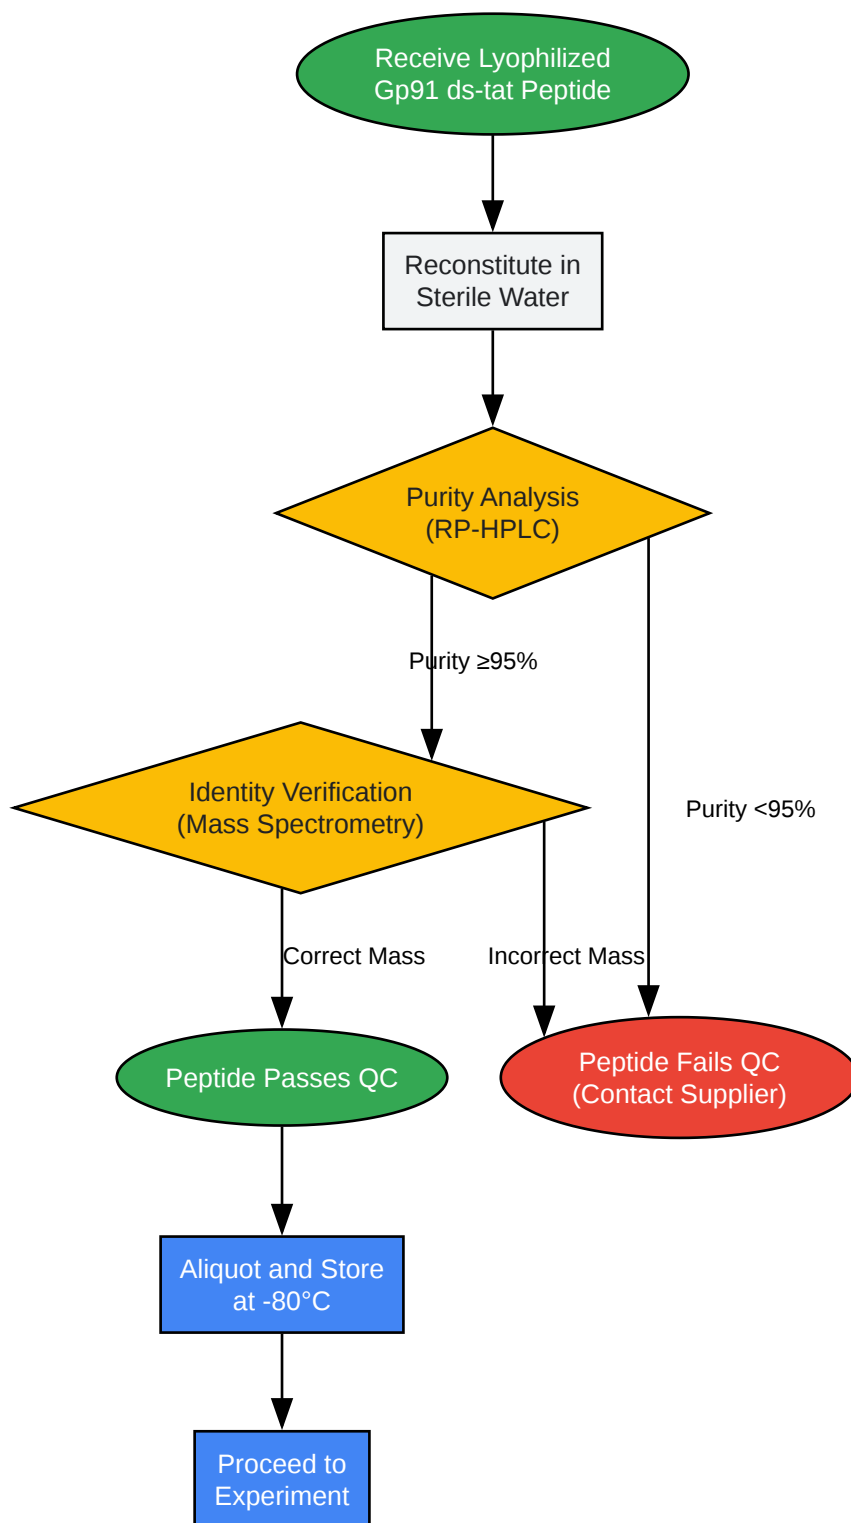 Receive Lyophilized
Gp91 ds-tat Peptide
Reconstitute in
Sterile Water
Purity Analysis
(RP-HPLC)
Purity ≥95%
Identity Verification
(Mass Spectrometry)
Purity <95%
Correct Mass
Incorrect Mass
Peptide Passes QC
Peptide Fails QC
(Contact Supplier)
Aliquot and Store
at -80°C
Proceed to
Experiment